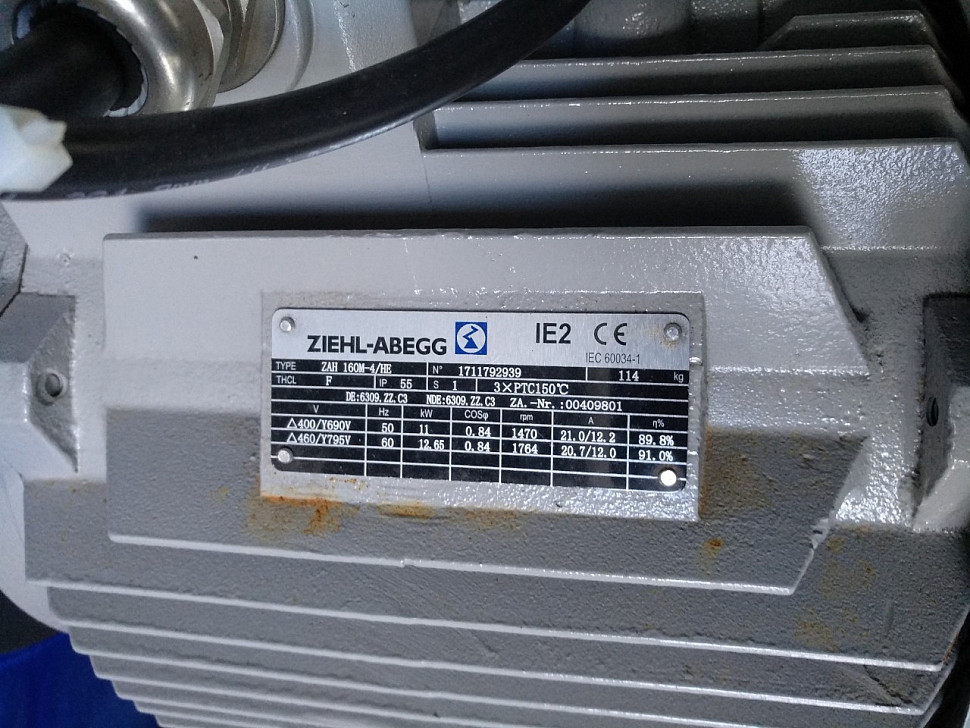 ZIEHL-ABEGG IE2 CE
IEC 60034-1
TYPE ZAH 160M-4/HE N° 1711792939 114 kg
THCL F IP 55 S 1 3×PTC150℃
DE:6309.ZZ.C3 NDE:6309.ZZ.C3 ZA.-Nr.:00409801
V Hz kW COSφ rpm A η%
△400/Y690V 50 11 0.84 1470 21.0/12.2 89.8%
△460/Y795V 60 12.65 0.84 1764 20.7/12.0 91.0%